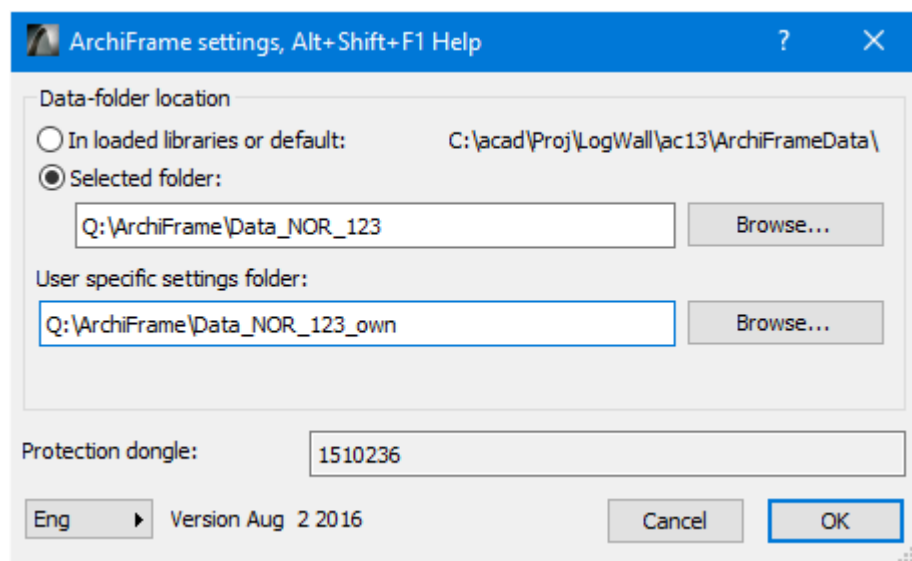 ArchiFrame settings, Alt+Shift+F1 Help
Data-folder location
In loaded libraries or default: C:\acad\Proj\LogWall\ac13\ArchiFrameData\
Selected folder:
Q:\ArchiFrame\Data_NOR_123 Browse...
User specific settings folder:
Q:\ArchiFrame\Data_NOR_123_own Browse...
Protection dongle: 1510236
Eng Version Aug 2 2016 Cancel OK